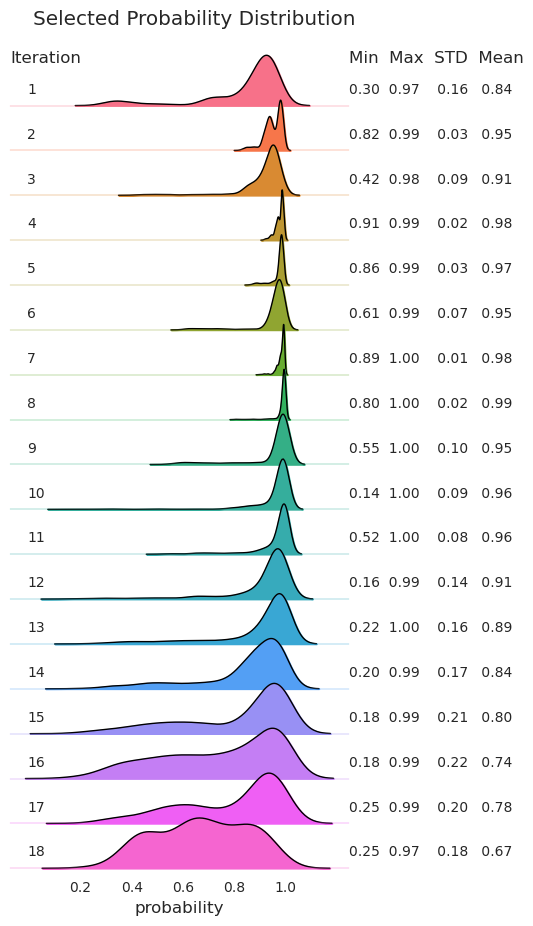 Selected Probability Distribution
Iteration Min Max STD Mean
1 0.30 0.97 0.16 0.84
2 0.82 0.99 0.03 0.95
3 0.42 0.98 0.09 0.91
4 0.91 0.99 0.02 0.98
5 0.86 0.99 0.03 0.97
6 0.61 0.99 0.07 0.95
7 0.89 1.00 0.01 0.98
8 0.80 1.00 0.02 0.99
9 0.55 1.00 0.10 0.95
10 0.14 1.00 0.09 0.96
11 0.52 1.00 0.08 0.96
12 0.16 0.99 0.14 0.91
13 0.22 1.00 0.16 0.89
14 0.20 0.99 0.17 0.84
15 0.18 0.99 0.21 0.80
16 0.18 0.99 0.22 0.74
17 0.25 0.99 0.20 0.78
18 0.25 0.97 0.18 0.67
0.2 0.4 0.6 0.8 1.0
probability